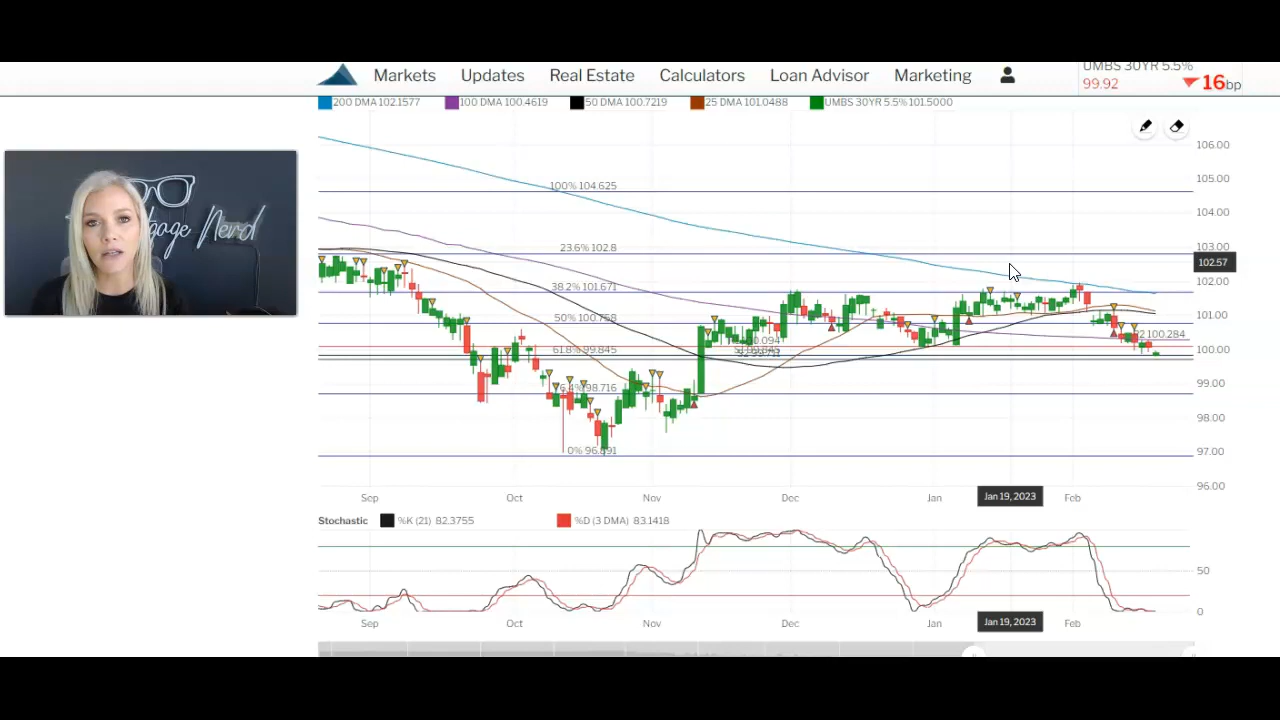 Markets Updates Real Estate Calculators Loan Advisor Marketing
UMBS 30YR 5.5%
99.92 16bp
200 DMA 102.1577 100 DMA 100.4619 50 DMA 100.7219 25 DMA 101.0488 UMBS 30YR 5.5% 101.5000
106.00
105.00
100% 104.625
104.00
23.6% 102.8
103.00
102.57
102.00
38.2% 101.671
101.00
50% 100.758
100.284
100.00
61.8% 99.845
99.00
98.716
98.00
97.00
0% 96.891
96.00
Sep Oct Nov Dec Jan Jan 19, 2023 Feb
Stochastic %K (21) 82.3755 %D (3 DMA) 83.1418
50
0
Sep Oct Nov Dec Jan Jan 19, 2023 Feb
Nerd